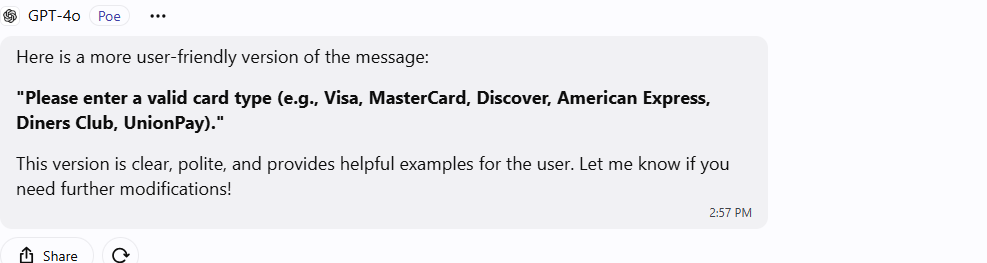 GPT-4o Poe ...
Here is a more user-friendly version of the message:
"Please enter a valid card type (e.g., Visa, MasterCard, Discover, American Express,
Diners Club, UnionPay)."
This version is clear, polite, and provides helpful examples for the user. Let me know if you
need further modifications!
2:57 PM
Share